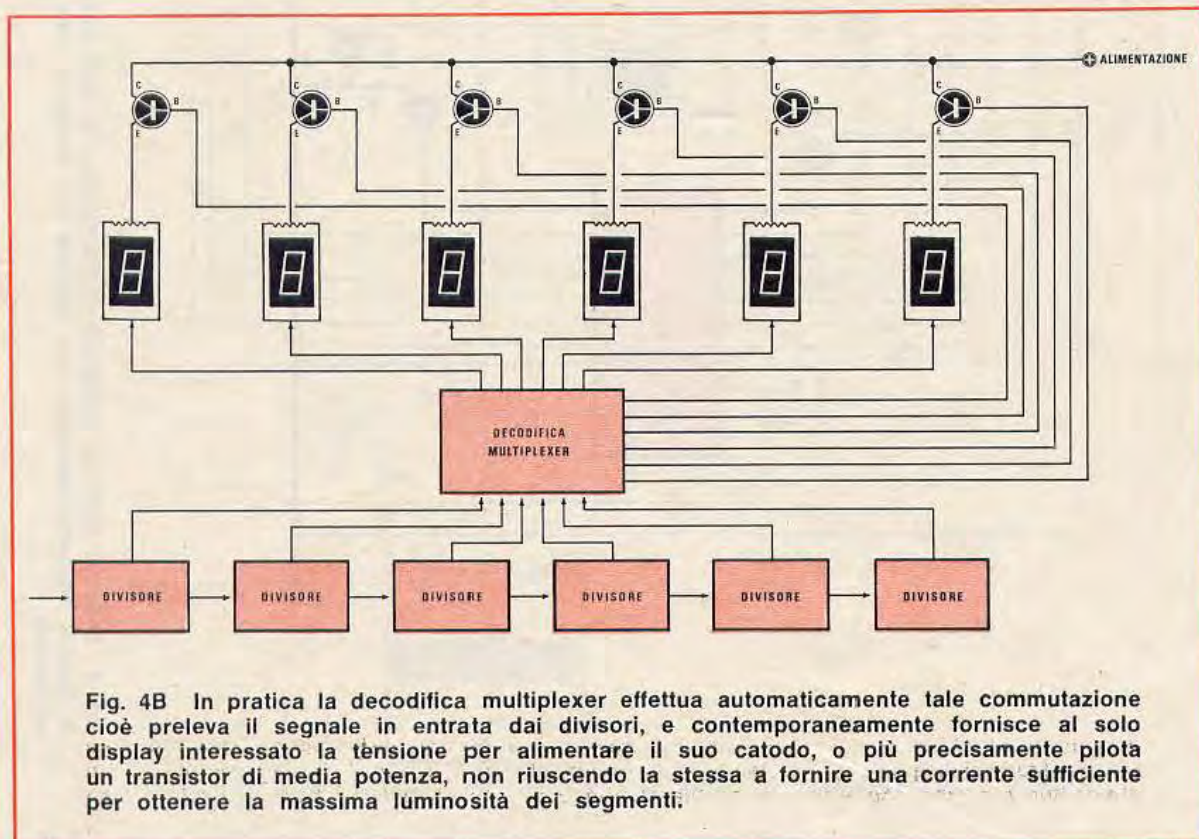 ALIMENTAZIONE
C C C C C C
B B B B B B
E E E E E E
DECODIFICA
MULTIPLEXER
DIVISORE DIVISORE DIVISORE DIVISORE DIVISORE DIVISORE
Fig. 4B In pratica la decodifica multiplexer effettua automaticamente tale commutazione
cioè preleva il segnale in entrata dai divisori, e contemporaneamente fornisce al solo
display interessato la tensione per alimentare il suo catodo, o più precisamente pilota
un transistor di media potenza, non riuscendo la stessa a fornire una corrente sufficiente
per ottenere la massima luminosità dei segmenti.